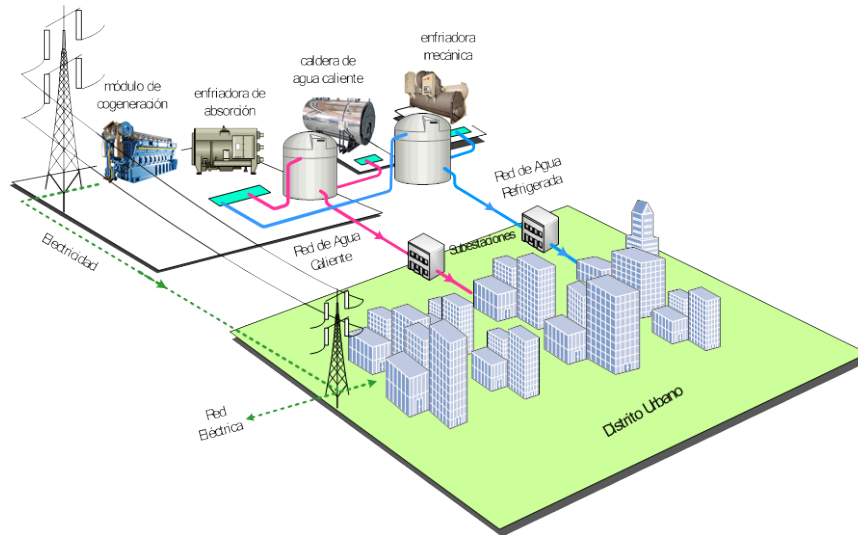 enfriadora
mecánica
caldera de
agua caliente
módulo de
cogeneración
enfriadora de
absorción
Red de Agua
Refrigerada
Electricidad
Red de Agua
Caliente
Subestaciones
Red
Eléctrica
Distrito Urbano